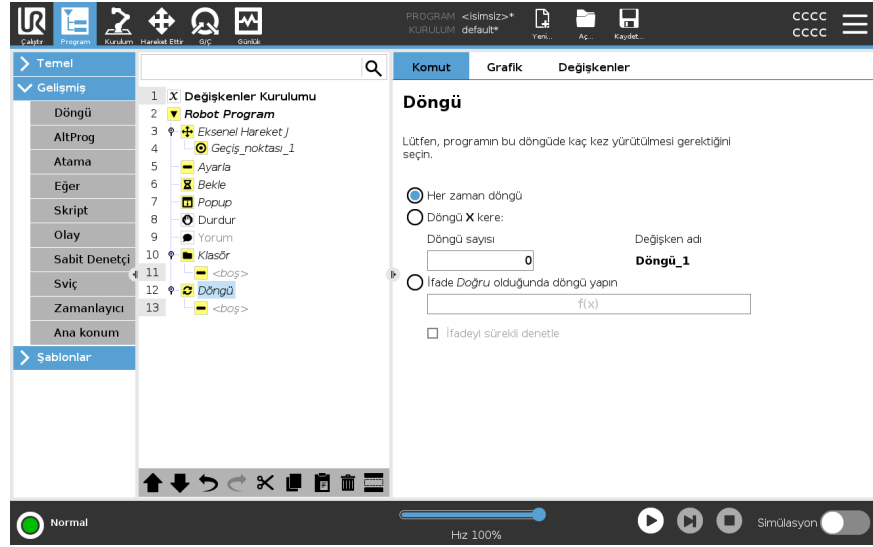 UR
PROGRAM <isimsiz>*
KURULUM default*
cccc
cccc
Çalıştır Program Kurulum Hareket Ettir G/Ç Günlük Yeni... Aç... Kaydet...
Temel
Gelişmiş
Döngü
AltProg
Atama
Eğer
Skript
Olay
Sabit Denetçi
Sviç
Zamanlayıcı
Ana konum
Şablonlar
1 X Değişkenler Kurulumu
2 Robot Program
3 Eksenel Hareket J
4 Geçiş_noktası_1
5 Ayarla
6 Bekle
7 Popup
8 Durdur
9 Yorum
10 Klasör
11 <boş>
12 Döngü
13 <boş>
Komut Grafik Değişkenler
Döngü
Lütfen, programın bu döngüde kaç kez yürütülmesi gerektiğini
seçin.
Her zaman döngü
Döngü X kere:
Döngü sayısı Değişken adı
0 Döngü_1
İfade Doğru olduğunda döngü yapın
f(x)
İfadeyi sürekli denetle
Normal
Hız 100%
Simülasyon